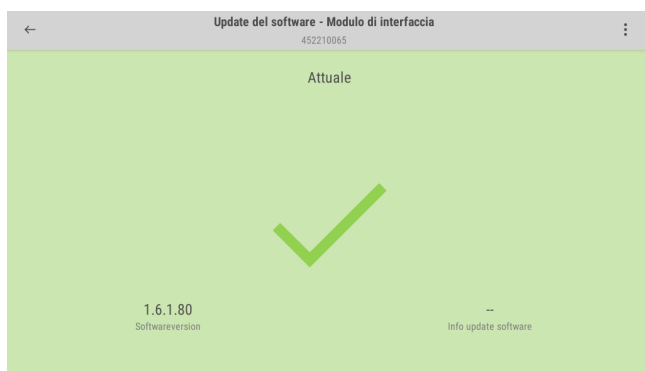 Update del software - Modulo di interfaccia
452210065
Attuale
1.6.1.80
--
Softwareversion
Info update software